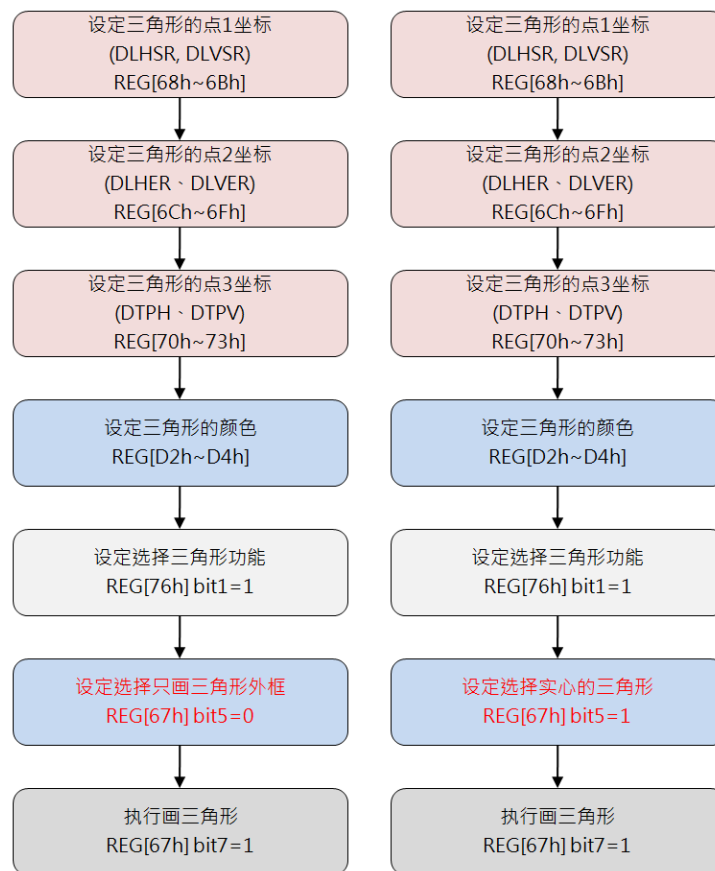 设定三角形的点1坐标
(DLHSR, DLVSR)
REG[68h~6Bh]
设定三角形的点2坐标
(DLHER、DLVER)
REG[6Ch~6Fh]
设定三角形的点3坐标
(DTPH、DTPV)
REG[70h~73h]
设定三角形的颜色
REG[D2h~D4h]
设定选择三角形功能
REG[76h] bit1=1
设定选择只画三角形外框
REG[67h] bit5=0
执行画三角形
REG[67h] bit7=1
设定三角形的点1坐标
(DLHSR, DLVSR)
REG[68h~6Bh]
设定三角形的点2坐标
(DLHER、DLVER)
REG[6Ch~6Fh]
设定三角形的点3坐标
(DTPH、DTPV)
REG[70h~73h]
设定三角形的颜色
REG[D2h~D4h]
设定选择三角形功能
REG[76h] bit1=1
设定选择实心的三角形
REG[67h] bit5=1
执行画三角形
REG[67h] bit7=1